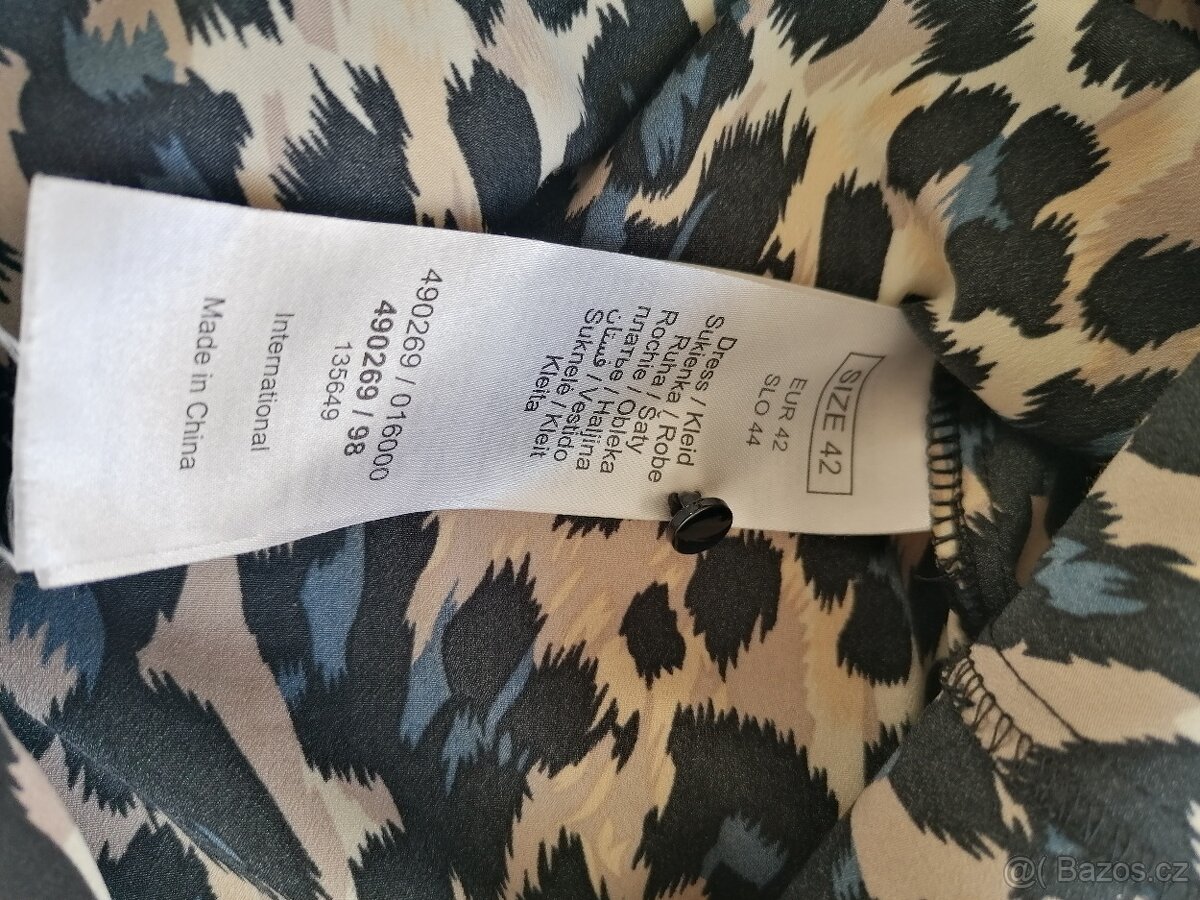 SIZE 42
EUR 42
SLO 44
Dress / Kleid
Sukienka / Robe
Ruha / Šaty
Rochie / Obleka
платье / Haljina
فستان / Vestido
Suknelė / Kleit
Kleita
490269 / 016000
490269 / 98
135649
International
Made in China
@( Bazos.cz